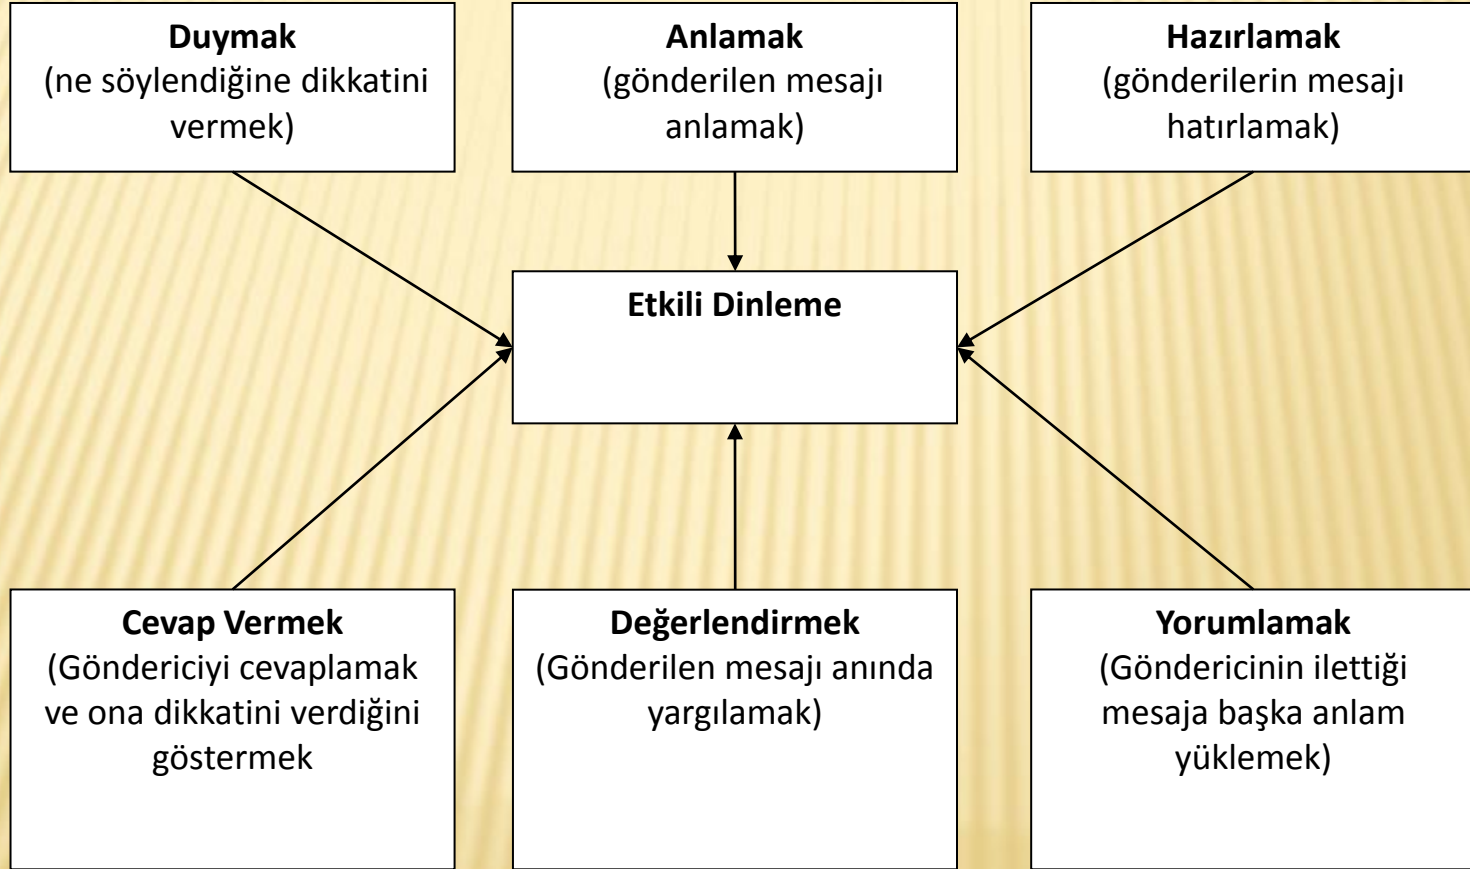 Duymak
(ne söylendiğine dikkatini
vermek)
Anlamak
(gönderilen mesajı
anlamak)
Hazırlamak
(gönderilerin mesajı
hatırlamak)
Etkili Dinleme
Cevap Vermek
(Göndericiyi cevaplamak
ve ona dikkatini verdiğini
göstermek
Değerlendirmek
(Gönderilen mesajı anında
yargılamak)
Yorumlamak
(Göndericinin ilettiği
mesaja başka anlam
yüklemek)